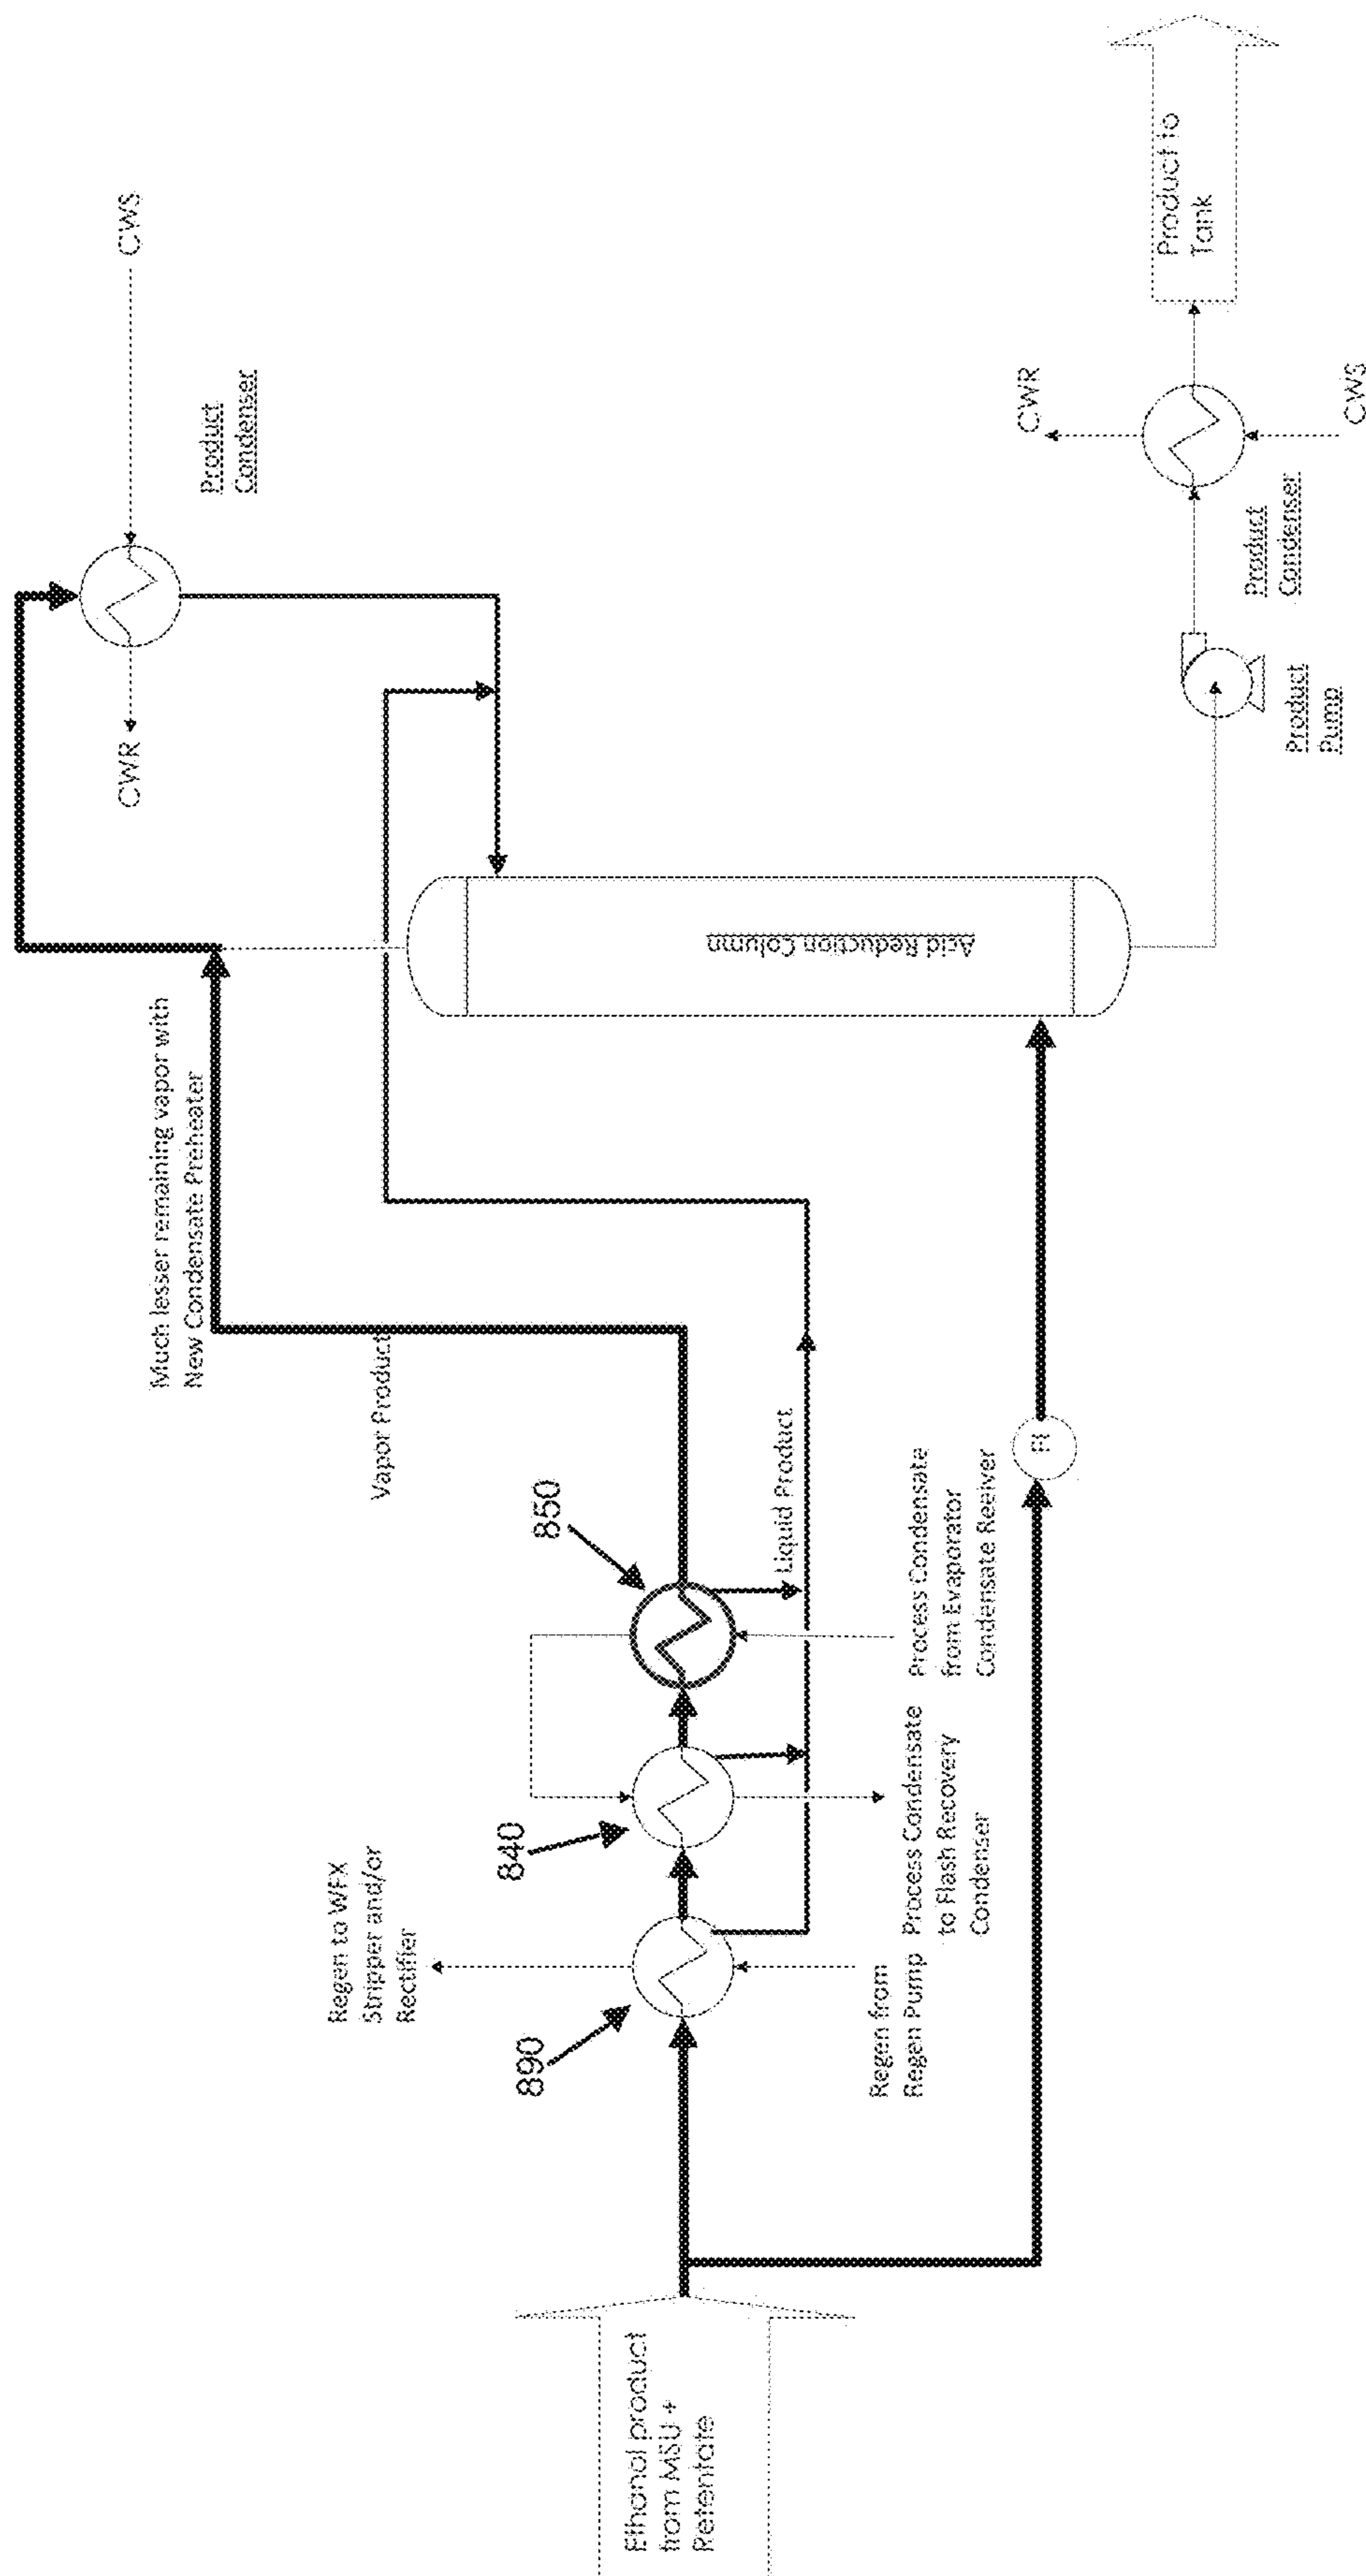 Ethanol product
from MSU +
Retentate
890
Regen to WFX
Stripper and/or
Rectifier
Regen from
Regen Pump
840
Process Condensate
to Flash Recovery
Condenser
850
Process Condensate
from Evaporator
Condensate Reeiver
Liquid Product
Vapor Product
Much lesser remaining vapor with
New Condensate Preheater
FI
Acid Reduction Column
CWR
CWS
Product
Condenser
Product
Pump
Product
Condenser
CWR
CWS
Product to
Tank